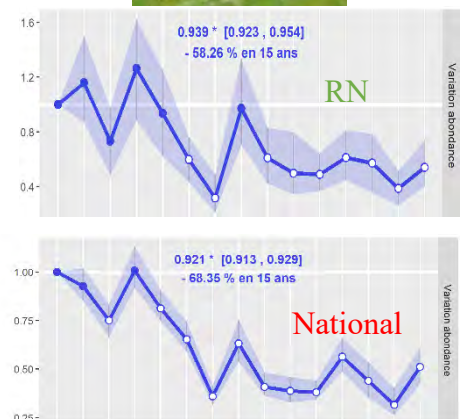 1.6
0.939 * [0.923 , 0.954]
- 58.26 % en 15 ans
1.2
RN
0.8
0.4
Variation abondance
0.921 * [0.913 , 0.929]
1.00
- 68.35 % en 15 ans
0.75
National
0.50
0.25
Variation abondance